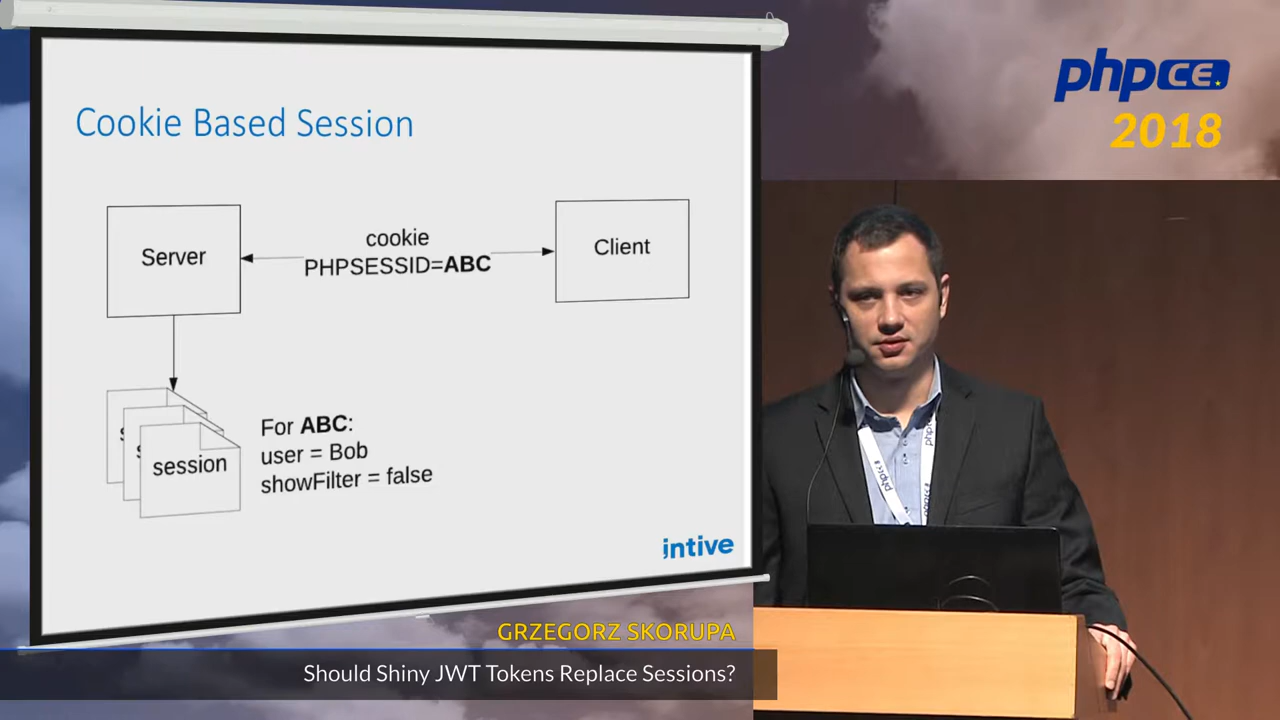 Cookie Based Session
Server
cookie
PHPSESSID=ABC
Client
session
For ABC:
user = Bob
showFilter = false
intive
phpCE
2018
phpce
GRZEGORZ SKORUPA
Should Shiny JWT Tokens Replace Sessions?